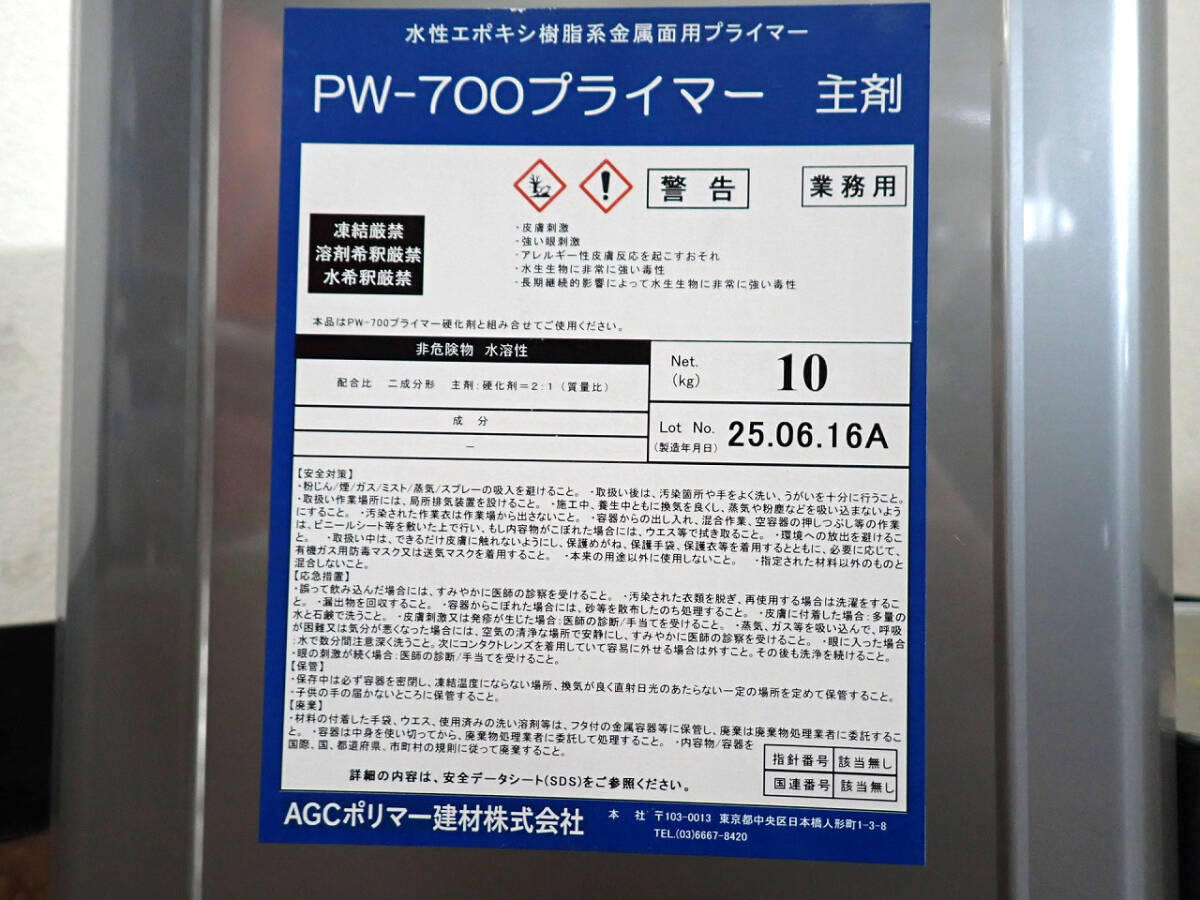 水性エポキシ樹脂系金属面用プライマー
PW-700プライマー 主剤
警告
業務用
凍結厳禁
溶剤希釈厳禁
水希釈厳禁
・皮膚刺激
・強い眼刺激
・アレルギー性皮膚反応を起こすおそれ
・水生生物に非常に強い毒性
・長期継続的影響によって水生生物に非常に強い毒性
本品はPW-700プライマー硬化剤と組み合せてご使用ください。
非危険物 水溶性
配合比 二成分形 主剤:硬化剤=2:1(質量比)
成分
―
Net.
(kg)
10
Lot No.
(製造年月日)
25.06.16A
【安全対策】
・粉じん/煙/ガス/ミスト/蒸気/スプレーの吸入を避けること。 ・取扱い後は、汚染箇所や手をよく洗い、うがいを十分に行うこと。
・取扱い作業場所には、局所排気装置を設けること。 ・施工中、養生中ともに換気を良くし、蒸気や粉塵などを吸い込まないよう
にすること。 ・汚染された作業衣は作業場から出さないこと。 ・容器からの出し入れ、混合作業、空容器の押しつぶし等の作業
は、ビニールシート等を敷いた上で行い、もし内容物がこぼれた場合には、ウエス等で拭き取ること。 ・環境への放出を避けるこ
と。 ・取扱い中は、できるだけ皮膚に触れないようにし、保護めがね、保護手袋、保護衣等を着用するとともに、必要に応じて、
有機ガス用防毒マスク又は送気マスクを着用すること。 ・本来の用途以外に使用しないこと。 ・指定された材料以外のものと
混合しないこと。
【応急措置】
・誤って飲み込んだ場合には、すみやかに医師の診察を受けること。 ・汚染された衣類を脱ぎ、再使用する場合は洗濯をするこ
と。 ・漏出物を回収すること。 ・容器からこぼれた場合には、砂等を散布したのち処理すること。 ・皮膚に付着した場合:多量の
水と石鹸で洗うこと。 ・皮膚刺激又は発疹が生じた場合:医師の診断/手当てを受けること。 ・蒸気、ガス等を吸い込んで、呼吸
が困難又は気分が悪くなった場合には、空気の清浄な場所で安静にし、すみやかに医師の診察を受けること。 ・眼に入った場合
:水で数分間注意深く洗うこと。次にコンタクトレンズを着用していて容易に外せる場合は外すこと。その後も洗浄を続けること。
・眼の刺激が続く場合:医師の診断/手当てを受けること。
【保管】
・保存中は必ず容器を密閉し、凍結温度にならない場所、換気が良く直射日光のあたらない一定の場所を定めて保管すること。
・子供の手の届かないところに保管すること。
【廃棄】
・材料の付着した手袋、ウエス、使用済みの洗い溶剤等は、フタ付の金属容器等に保管し、廃棄は廃棄物処理業者に委託するこ
と。 ・容器は中身を使い切ってから、廃棄物処理業者に委託して処理すること。 ・内容物/容器を
国際、国、都道府県、市町村の規則に従って廃棄すること。
指針番号 該当無し
国連番号 該当無し
詳細の内容は、安全データシート(SDS)をご参照ください。
AGCポリマー建材株式会社
本 社 〒103-0013 東京都中央区日本橋人形町1-3-8
TEL.(03)6667-8420